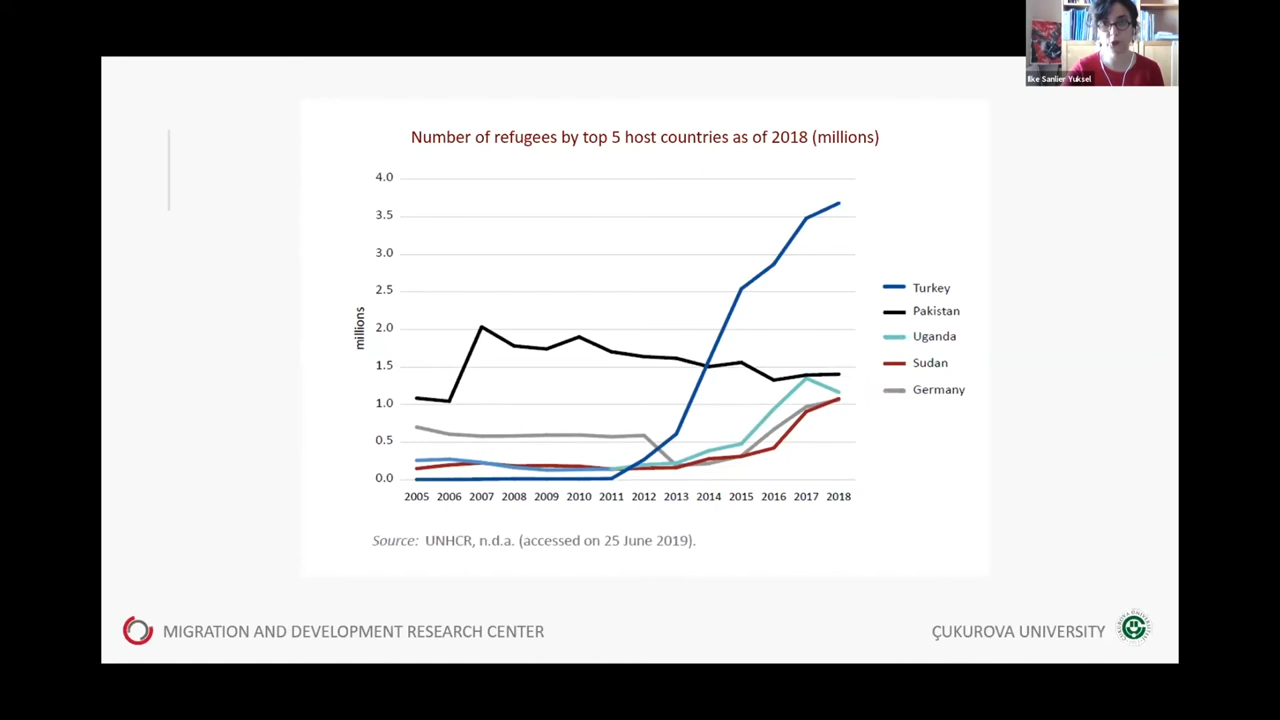 Ilke Sanlier Yuksel
Number of refugees by top 5 host countries as of 2018 (millions)
4.0
3.5
3.0
2.5
2.0
1.5
1.0
0.5
0.0
millions
2005 2006 2007 2008 2009 2010 2011 2012 2013 2014 2015 2016 2017 2018
Turkey
Pakistan
Uganda
Sudan
Germany
Source: UNHCR, n.d.a. (accessed on 25 June 2019).
MIGRATION AND DEVELOPMENT RESEARCH CENTER
ÇUKUROVA UNIVERSITY